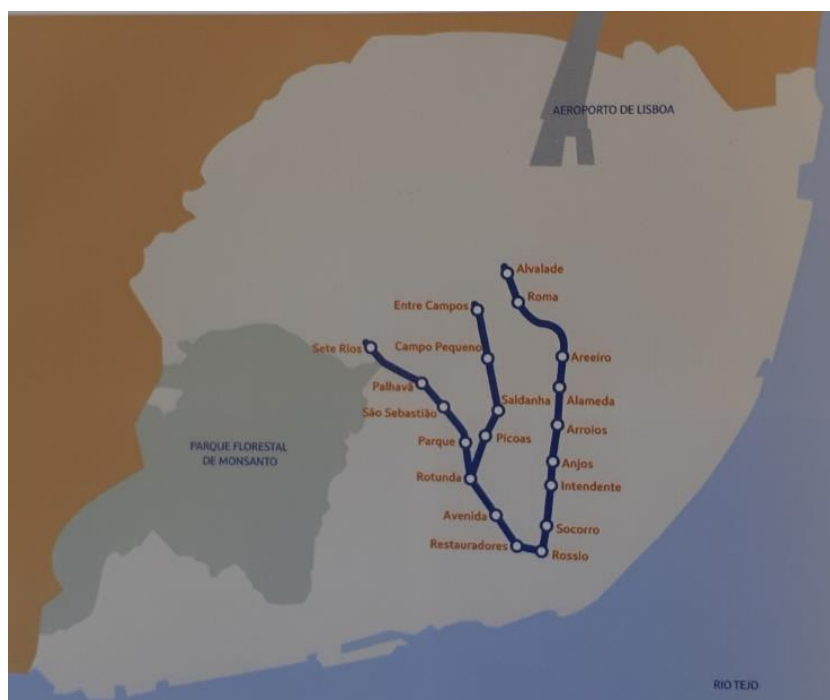 AEROPORTO DE LISBOA
Alvalade
Roma
Entre Campos
Sete Rios
Campo Pequeno
Areeiro
Palhavã
Alameda
Saldanha
São Sebastião
Arroios
Parque
Picoas
PARQUE FLORESTAL
DE MONSANTO
Anjos
Rotunda
Intendente
Avenida
Socorro
Restauradores
Rossio
RIO TEJO